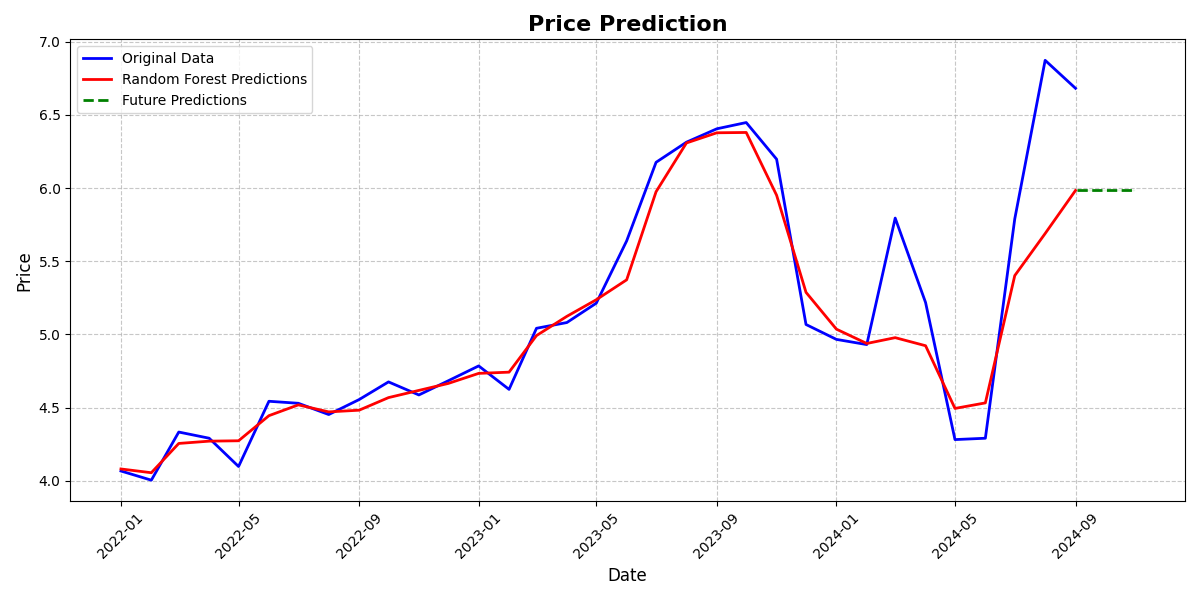 Price Prediction
Original Data
Random Forest Predictions
Future Predictions
Price
7.0
6.5
6.0
5.5
5.0
4.5
4.0
2022-01
2022-05
2022-09
2023-01
2023-05
2023-09
2024-01
2024-05
2024-09
Date